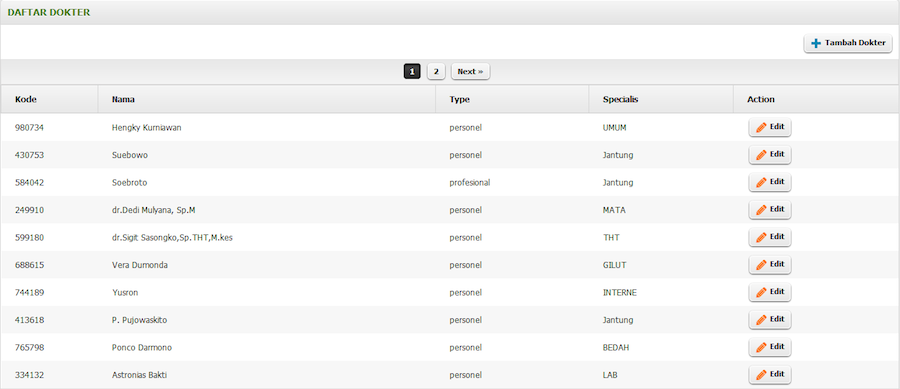 DAFTAR DOKTER
Tambah Dokter
1 2 Next »
Kode Nama Type Specialis Action
980734 Hengky Kurniawan personel UMUM Edit
430753 Suebowo personel Jantung Edit
584042 Soebroto profesional Jantung Edit
249910 dr.Dedi Mulyana, Sp.M personel MATA Edit
599180 dr.Sigit Sasongko,Sp.THT,M.kes personel THT Edit
688615 Vera Dumonda personel GILUT Edit
744189 Yusron personel INTERNE Edit
413618 P. Pujowaskito personel Jantung Edit
765798 Ponco Darmono personel BEDAH Edit
334132 Astronias Bakti personel LAB Edit